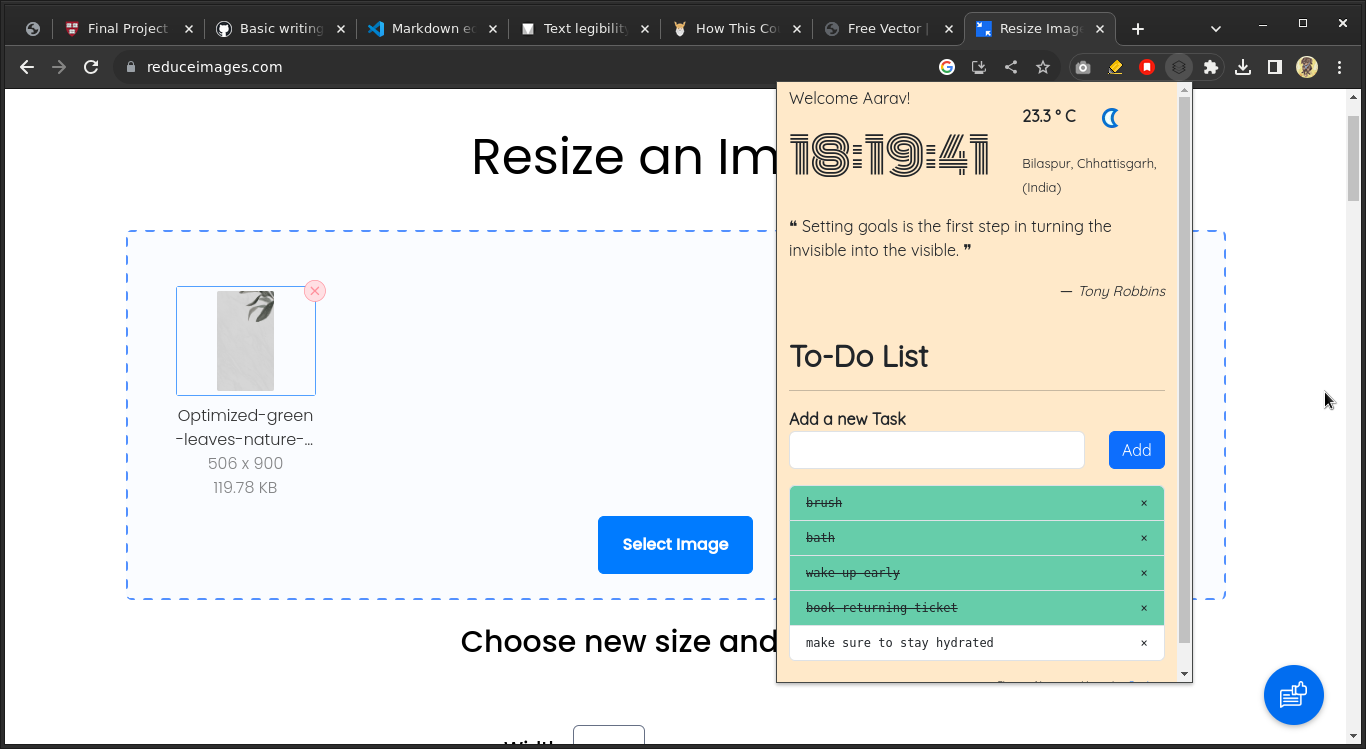 Final Project
Basic writing
Markdown ec
Text legibility
How This Co
Free Vector |
Resize Image
reduceimages.com
Resize an Im
Optimized-green
-leaves-nature-...
506 x 900
119.78 KB
Select Image
Choose new size and
Width
Welcome Aarav!
18:19:41
23.3 ° C
Bilaspur, Chhattisgarh,
(India)
❝ Setting goals is the first step in turning the
invisible into the visible. ❞
— Tony Robbins
To-Do List
Add a new Task
Add
brush ×
bath ×
wake up early ×
book returning ticket ×
make sure to stay hydrated ×